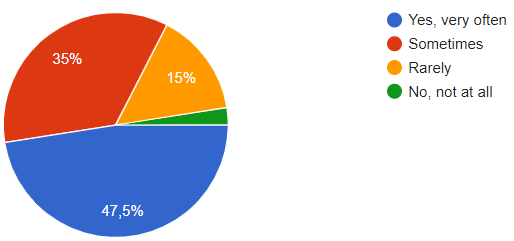 35%
15%
47,5%
Yes, very often
Sometimes
Rarely
No, not at all